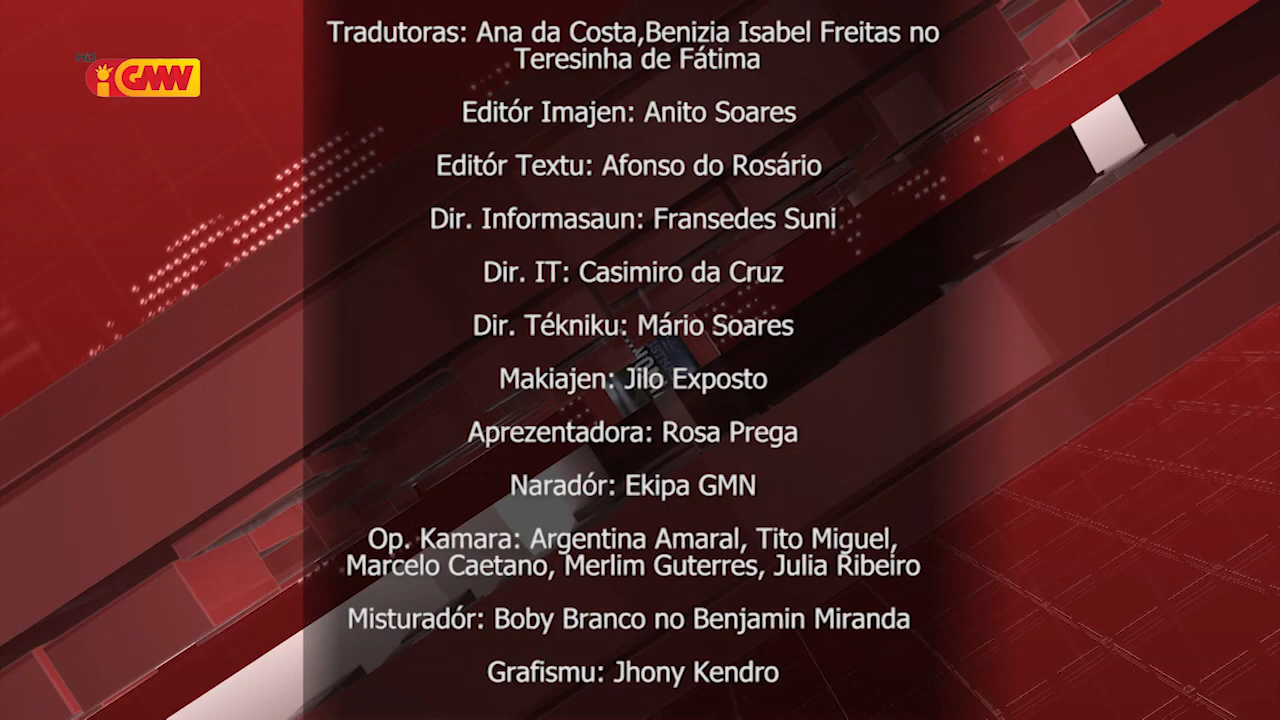 HD
GMN
Tradutoras: Ana da Costa,Benizia Isabel Freitas no
Teresinha de Fátima
Editór Imajen: Anito Soares
Editór Textu: Afonso do Rosário
Dir. Informasaun: Fransedes Suni
Dir. IT: Casimiro da Cruz
Dir. Tékniku: Mário Soares
Makiajen: Jilo Exposto
Aprezentadora: Rosa Prega
Naradór: Ekipa GMN
Op. Kamara: Argentina Amaral, Tito Miguel,
Marcelo Caetano, Merlim Guterres, Julia Ribeiro
Misturadór: Boby Branco no Benjamin Miranda
Grafismu: Jhony Kendro